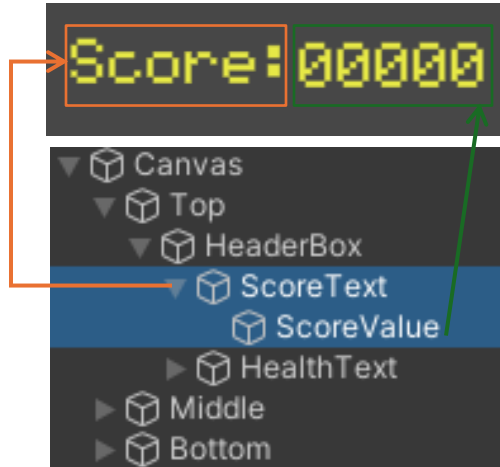 Score: 00000
Canvas
Top
HeaderBox
ScoreText
ScoreValue
HealthText
Middle
Bottom